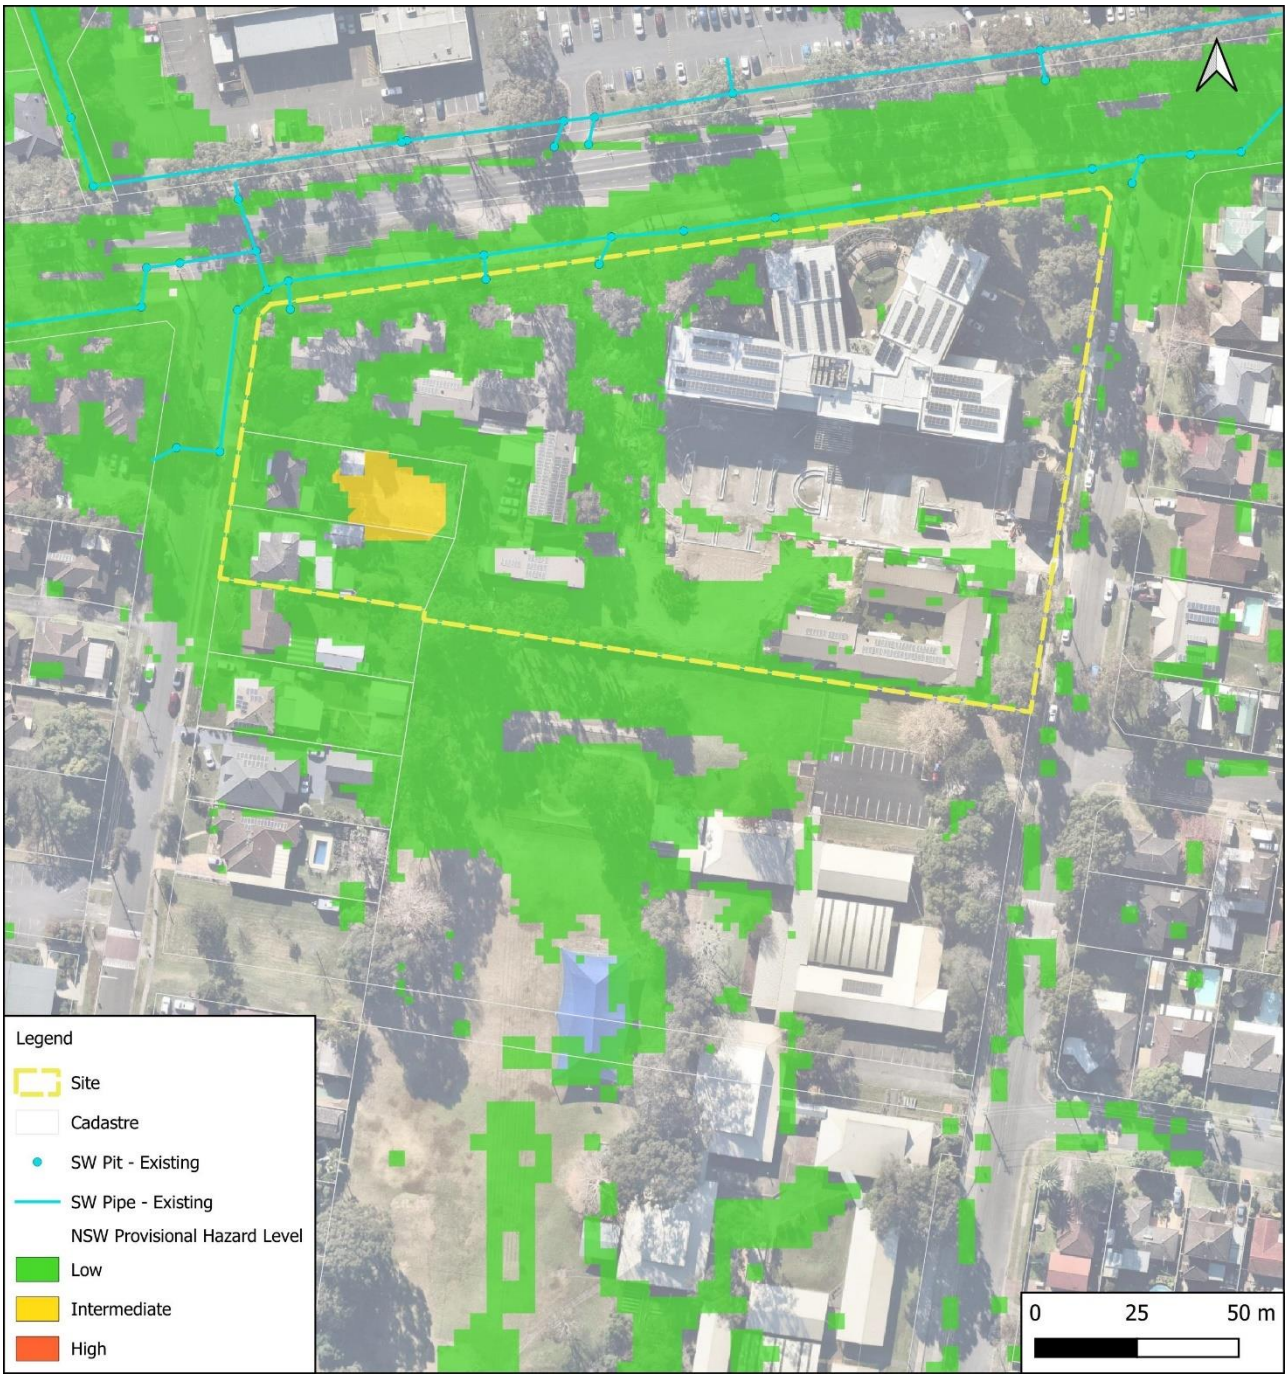 Legend
Site
Cadastre
SW Pit - Existing
SW Pipe - Existing
NSW Provisional Hazard Level
Low
Intermediate
High
0 25 50 m